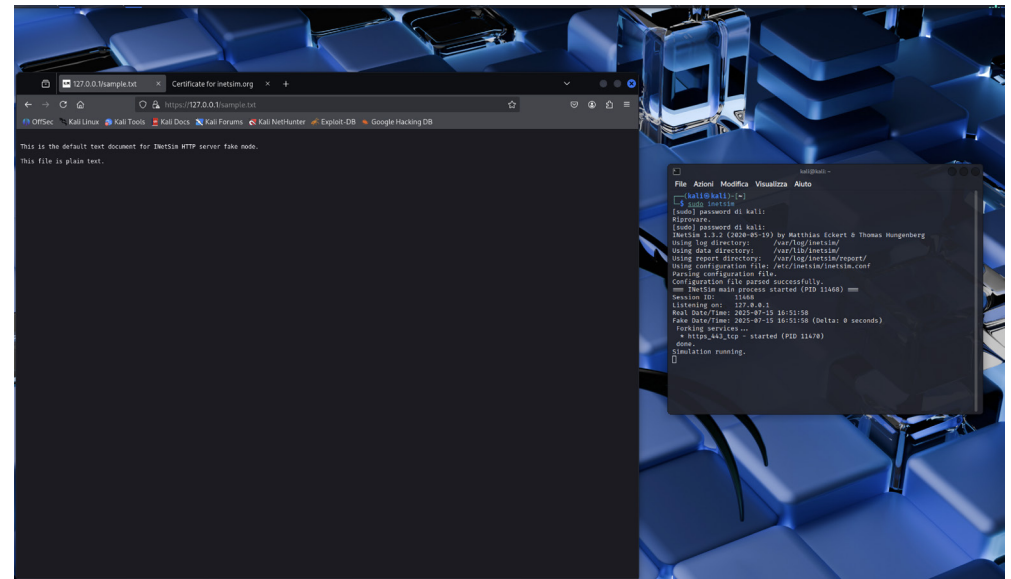 127.0.0.1/sample.txt × Certificate for inetsim.org × +
https://127.0.0.1/sample.txt
OffSec Kali Linux Kali Tools Kali Docs Kali Forums Kali NetHunter Exploit-DB Google Hacking DB
This is the default text document for INetSim HTTP server fake mode.
This file is plain text.
kali@kali: ~
File Azioni Modifica Visualizza Aiuto
(kali㉿kali)-[~]
$ sudo inetsim
[sudo] password di kali:
Riprovare.
[sudo] password di kali:
INetSim 1.3.2 (2020-05-19) by Matthias Eckert & Thomas Hungenberg
Using log directory: /var/log/inetsim/
Using data directory: /var/lib/inetsim/
Using report directory: /var/log/inetsim/report/
Using configuration file: /etc/inetsim/inetsim.conf
Parsing configuration file.
Configuration file parsed successfully.
=== INetSim main process started (PID 11468) ===
Session ID: 11468
Listening on: 127.0.0.1
Real Date/Time: 2025-07-15 16:51:58
Fake Date/Time: 2025-07-15 16:51:58 (Delta: 0 seconds)
Forking services ...
* https_443_tcp - started (PID 11470)
done.
Simulation running.